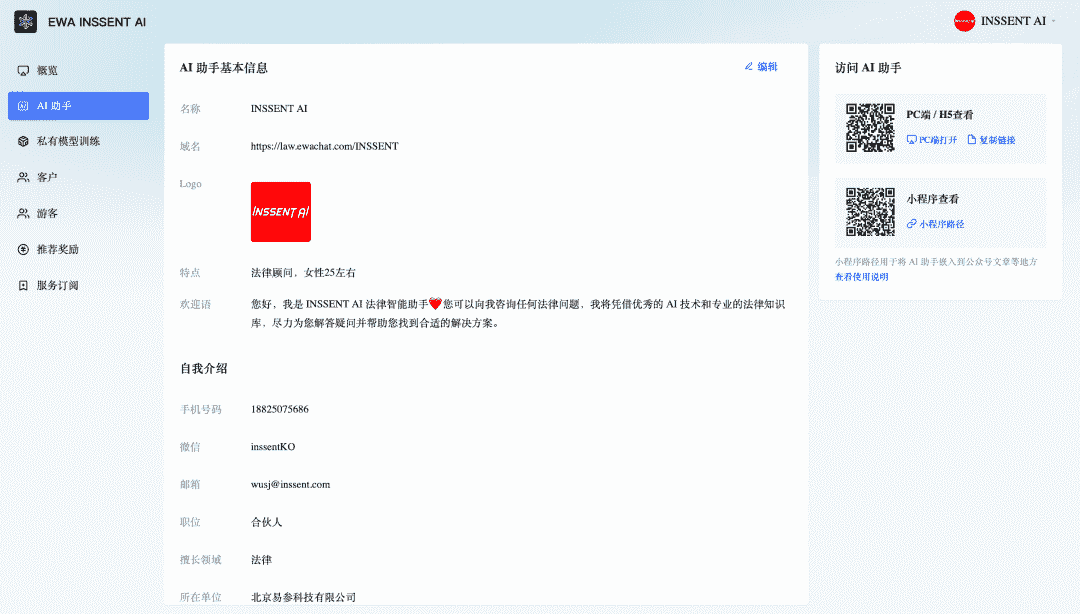 EWA INSSENT AI
INSSENT AI
概览
AI 助手
私有模型训练
客户
游客
推荐奖励
服务订阅
AI 助手基本信息
编辑
名称 INSSENT AI
域名 https://law.ewachat.com/INSSENT
Logo
INSSENT AI
特点 法律顾问，女性25左右
欢迎语 您好，我是 INSSENT AI 法律智能助手❤️您可以向我咨询任何法律问题，我将凭借优秀的 AI 技术和专业的法律知识
库，尽力为您解答疑问并帮助您找到合适的解决方案。
自我介绍
手机号码 18825075686
微信 inssentKO
邮箱 wusj@inssent.com
职位 合伙人
擅长领域 法律
所在单位 北京易参科技有限公司
访问 AI 助手
PC端 / H5查看
PC端打开 复制链接
小程序查看
小程序路径
小程序路径用于将 AI 助手嵌入到公众号文章等地方
查看使用说明